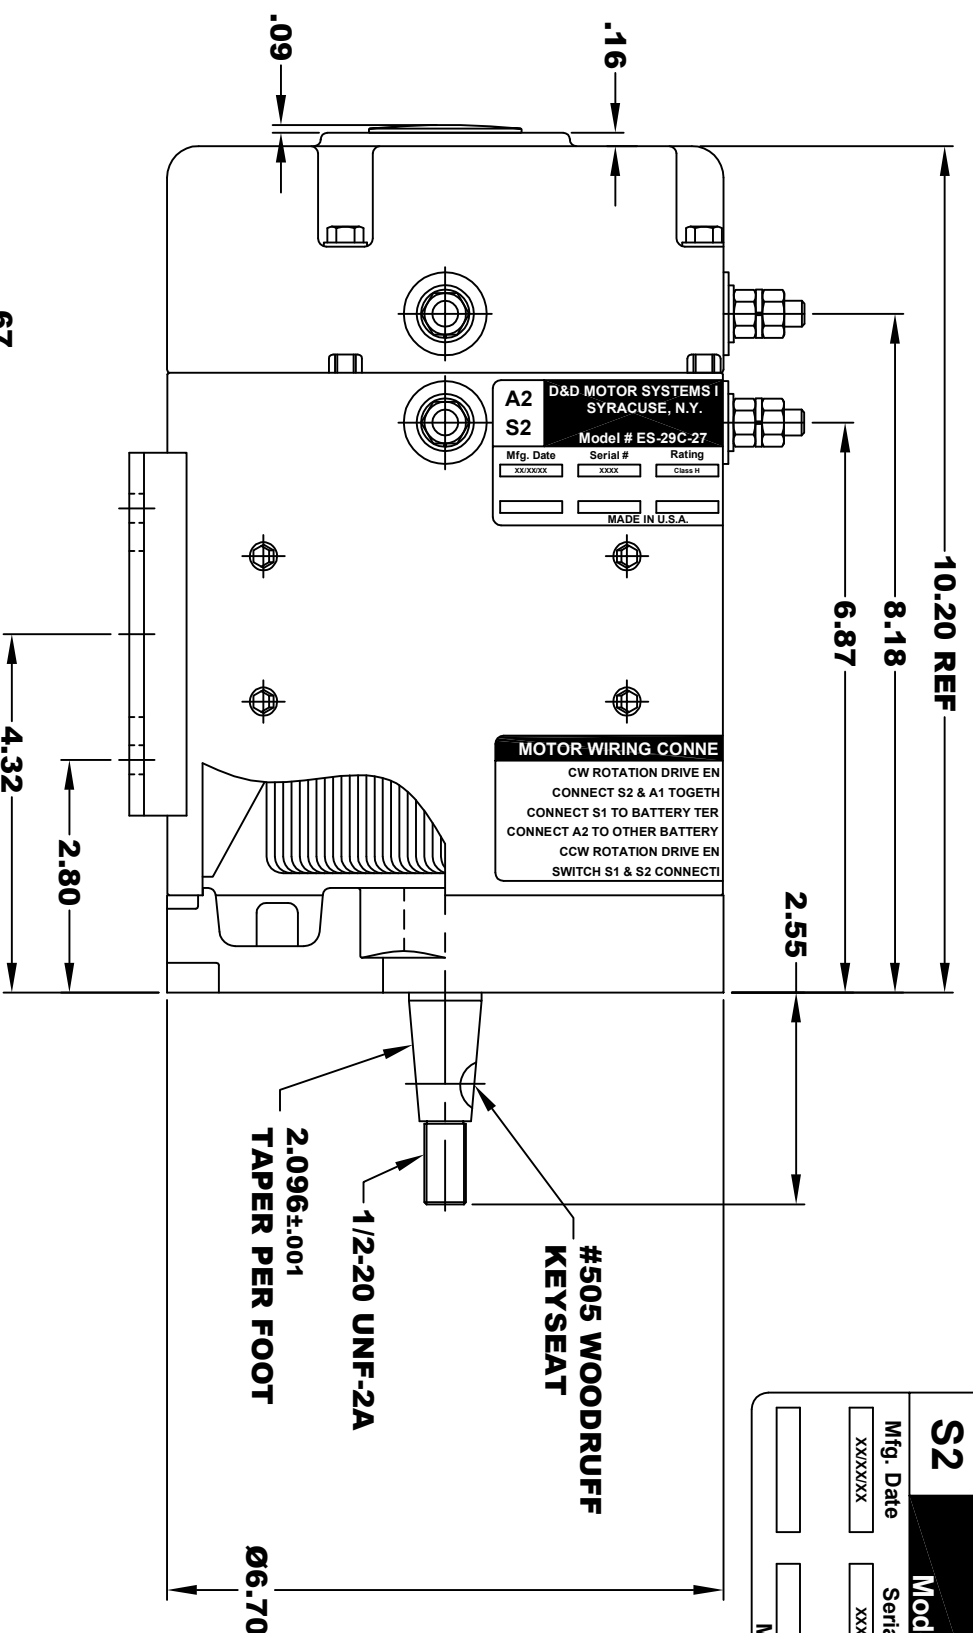 .09
.16
10.20 REF
8.18
6.87
2.55
.67
4.32
2.80
A2
S2
D&D MOTOR SYSTEMS I
SYRACUSE, N.Y.
Model # ES-29C-27
Mfg. Date Serial # Rating
XX/XX/XX XXXX Class H
MADE IN U.S.A.
MOTOR WIRING CONNE
CW ROTATION DRIVE EN
CONNECT S2 & A1 TOGETH
CONNECT S1 TO BATTERY TER
CONNECT A2 TO OTHER BATTERY
CCW ROTATION DRIVE EN
SWITCH S1 & S2 CONNECTI
#505 WOODRUFF
KEYSEAT
1/2-20 UNF-2A
2.096±.001
TAPER PER FOOT
Ø6.70
S2
Mod
Mfg. Date Seria
XX/XX/XX XXX
M